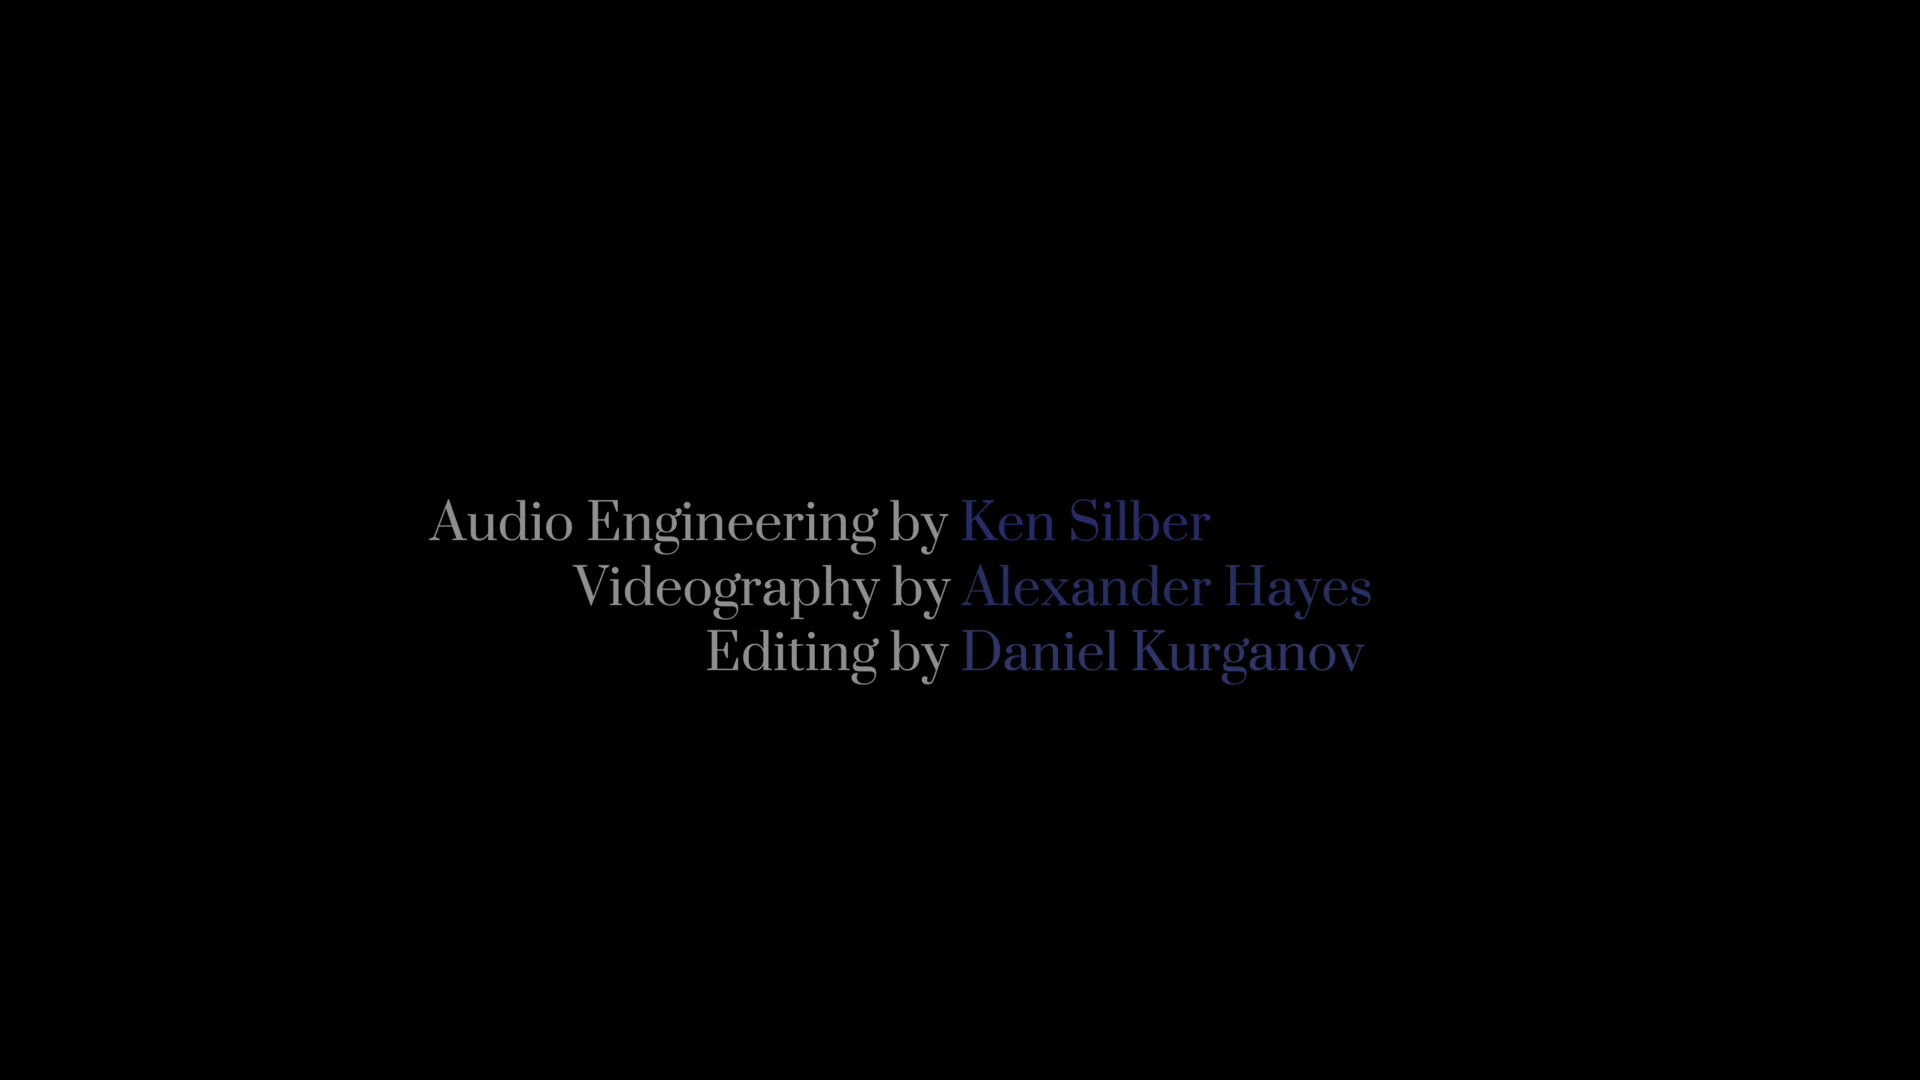 Audio Engineering by Ken Silber
Videography by Alexander Hayes
Editing by Daniel Kurganov